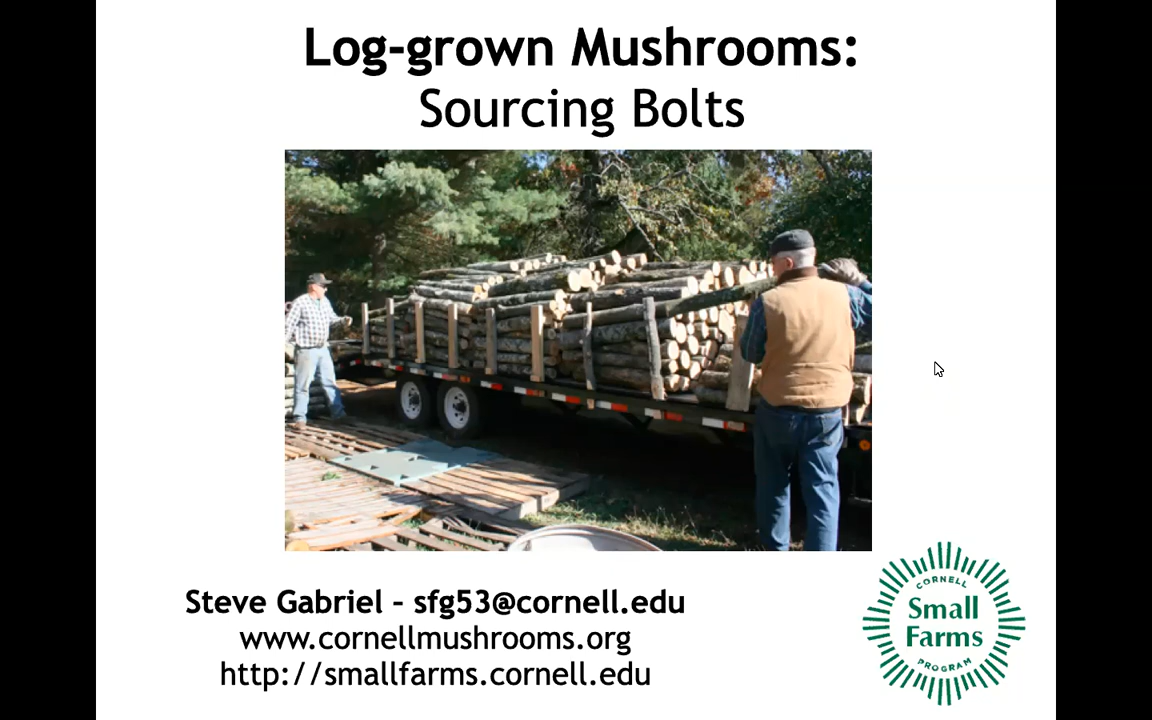 Log-grown Mushrooms:
Sourcing Bolts
Steve Gabriel - sfg53@cornell.edu
www.cornellmushrooms.org
http://smallfarms.cornell.edu
CORNELL
Small
Farms
PROGRAM